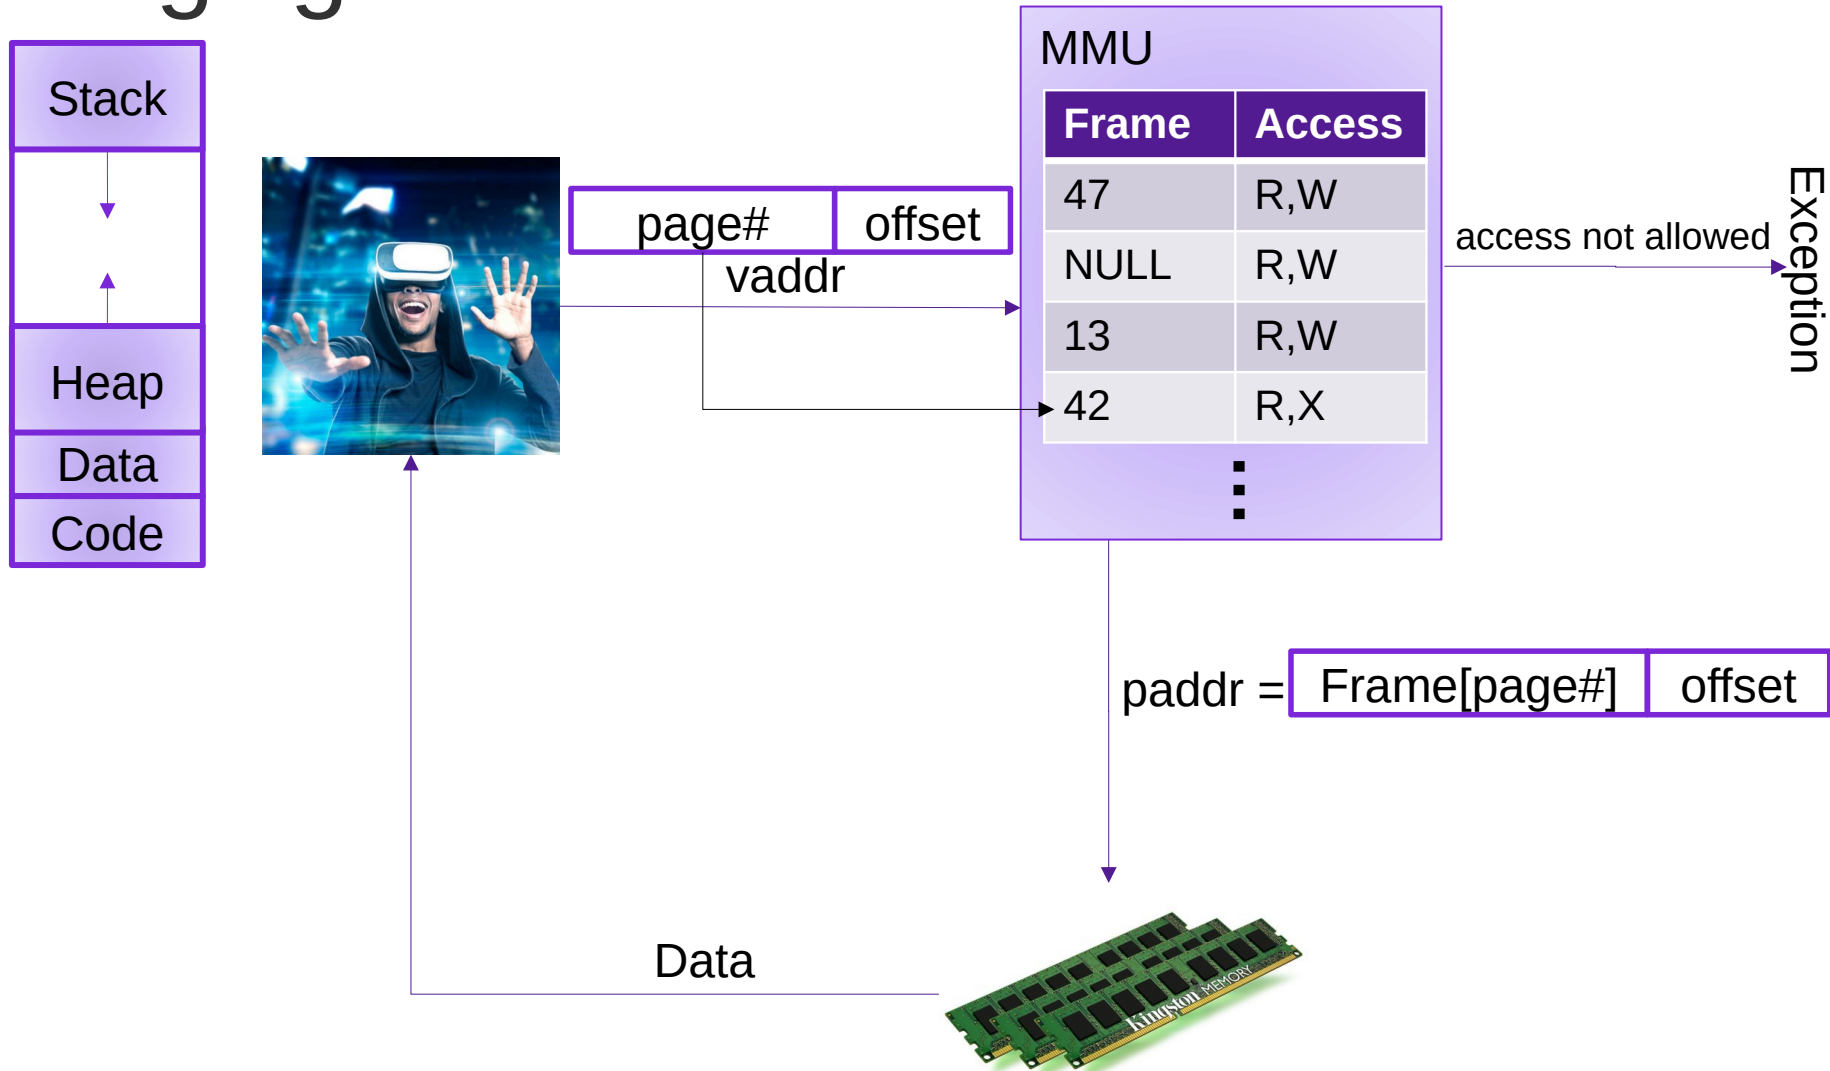 Stack
Heap
Data
Code
page# offset
vaddr
MMU
Frame Access
47 R,W
NULL R,W
13 R,W
42 R,X
access not allowed
Exception
paddr = Frame[page#] offset
Data
Kingston MEMORY